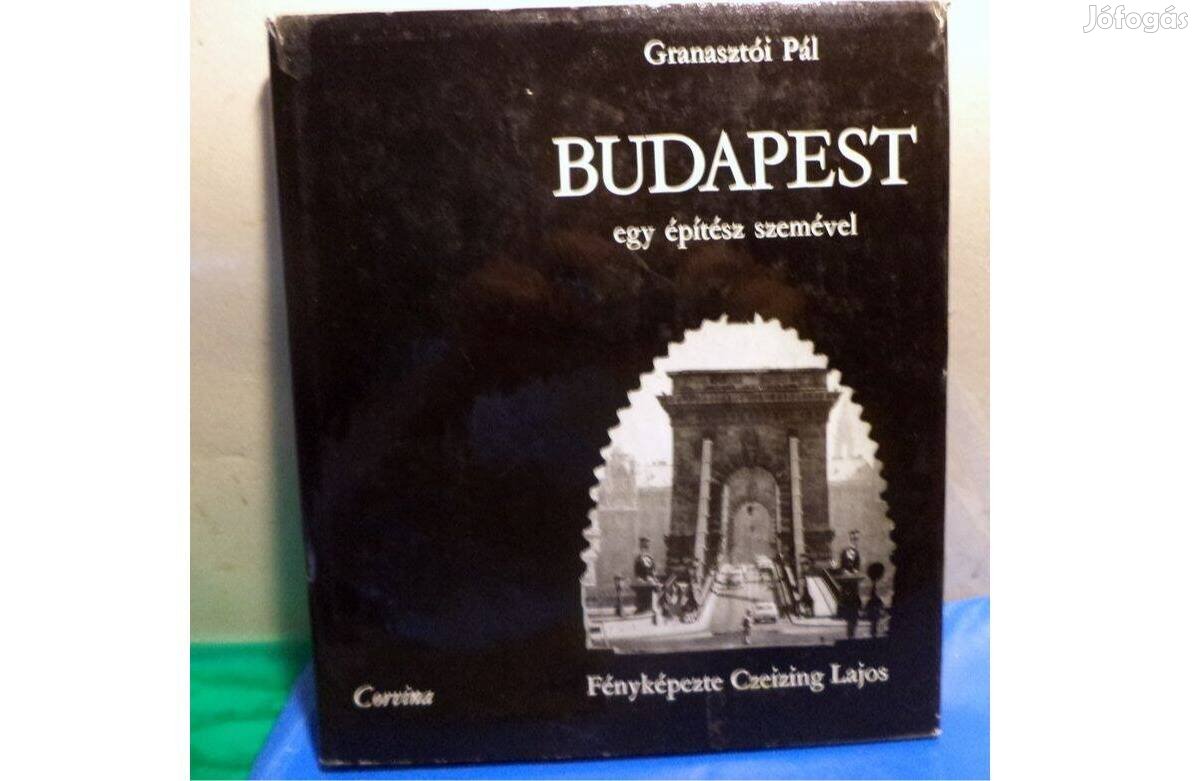 Jófogás
Granasztói Pál
BUDAPEST
egy építész szemével
Fényképezte Czeizing Lajos
Corvina